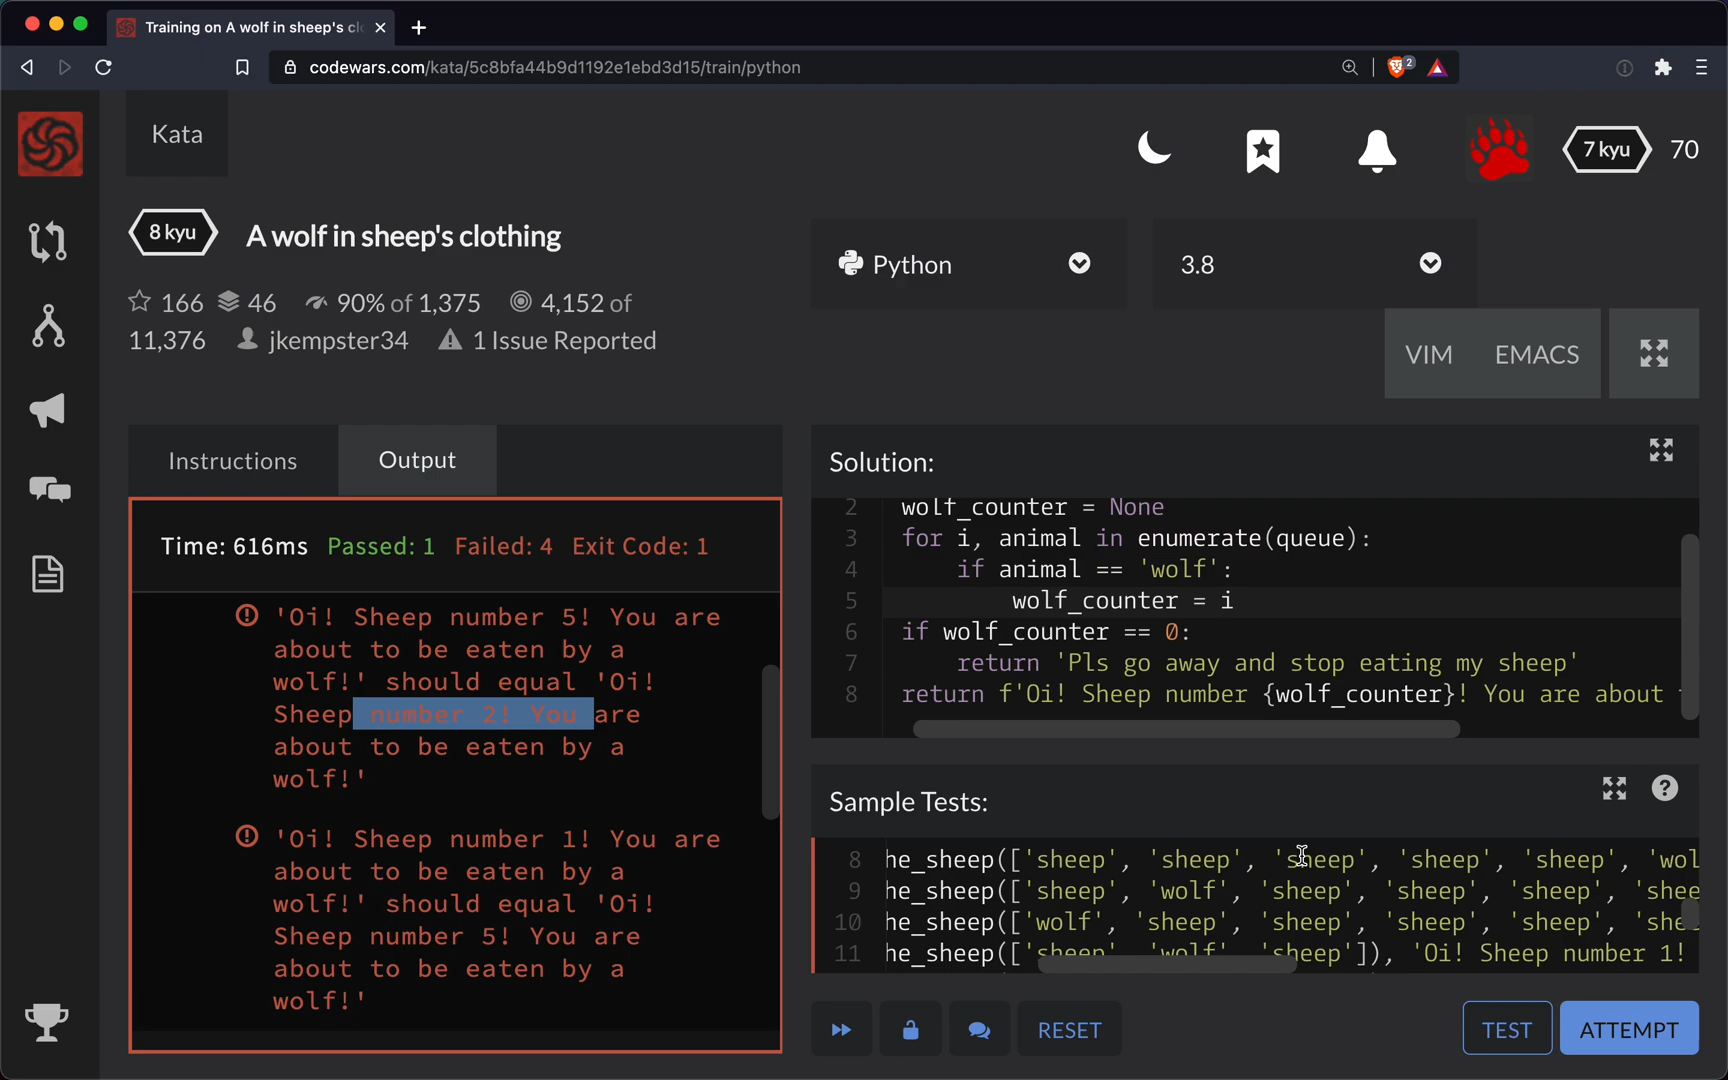 Training on A wolf in sheep's cl
codewars.com/kata/5c8bfa44b9d1192e1ebd3d15/train/python
2
Kata
7 kyu 70
8 kyu A wolf in sheep's clothing
166 46 90% of 1,375 4,152 of
11,376 jkempster34 1 Issue Reported
Python 3.8
VIM EMACS
Instructions Output
Time: 616ms Passed: 1 Failed: 4 Exit Code: 1
'Oi! Sheep number 5! You are
about to be eaten by a
wolf!' should equal 'Oi!
Sheep number 2! You are
about to be eaten by a
wolf!'
'Oi! Sheep number 1! You are
about to be eaten by a
wolf!' should equal 'Oi!
Sheep number 5! You are
about to be eaten by a
wolf!'
Solution:
2 wolf_counter = None
3 for i, animal in enumerate(queue):
4 if animal == 'wolf':
5 wolf_counter = i
6 if wolf_counter == 0:
7 return 'Pls go away and stop eating my sheep'
8 return f'Oi! Sheep number {wolf_counter}! You are about
Sample Tests:
8 he_sheep(['sheep', 'sheep', 'sheep', 'sheep', 'sheep', 'wol
9 he_sheep(['sheep', 'wolf', 'sheep', 'sheep', 'sheep', 'shee
10 he_sheep(['wolf', 'sheep', 'sheep', 'sheep', 'sheep', 'she
11 he_sheep(['sheep', 'wolf', 'sheep']), 'Oi! Sheep number 1!
RESET TEST ATTEMPT